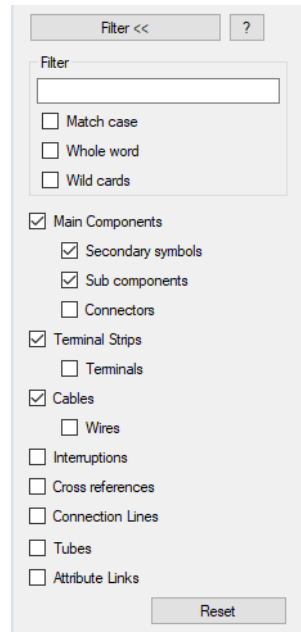 Filter << ?
Filter
Match case
Whole word
Wild cards
Main Components
Secondary symbols
Sub components
Connectors
Terminal Strips
Terminals
Cables
Wires
Interruptions
Cross references
Connection Lines
Tubes
Attribute Links
Reset